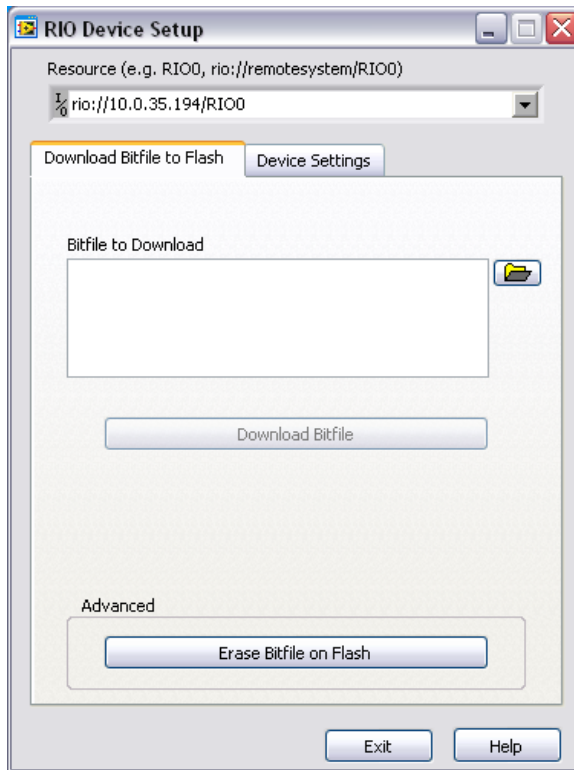 RIO Device Setup
Resource (e.g. RIO0, rio://remotesystem/RIO0)
I/0 rio://10.0.35.194/RIO0
Download Bitfile to Flash
Device Settings
Bitfile to Download
Download Bitfile
Advanced
Erase Bitfile on Flash
Exit
Help